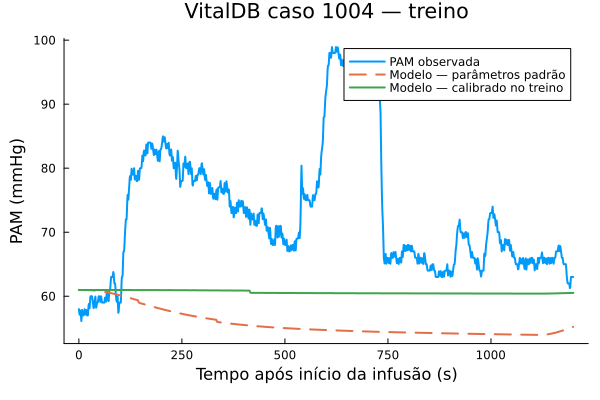 VitalDB caso 1004 — treino
PAM observada
Modelo — parâmetros padrão
Modelo — calibrado no treino
PAM (mmHg)
100
90
80
70
60
0
250
500
750
1000
Tempo após início da infusão (s)